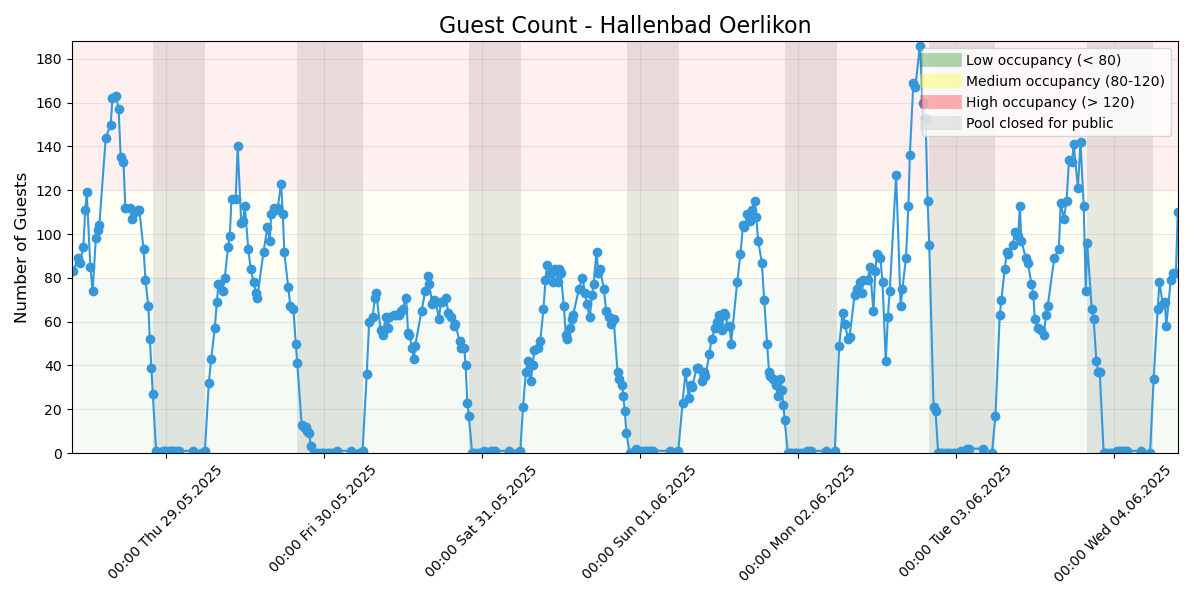 Guest Count - Hallenbad Oerlikon
Number of Guests
180
160
140
120
100
80
60
40
20
0
Low occupancy (< 80)
Medium occupancy (80-120)
High occupancy (> 120)
Pool closed for public
00:00 Thu 29.05.2025
00:00 Fri 30.05.2025
00:00 Sat 31.05.2025
00:00 Sun 01.06.2025
00:00 Mon 02.06.2025
00:00 Tue 03.06.2025
00:00 Wed 04.06.2025